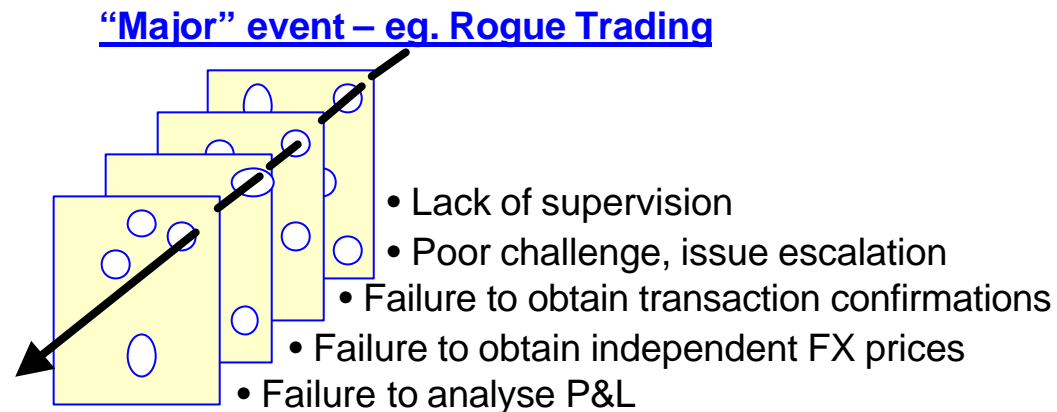 “Major” event – eg. Rogue Trading
• Lack of supervision
• Poor challenge, issue escalation
• Failure to obtain transaction confirmations
• Failure to obtain independent FX prices
• Failure to analyse P&L